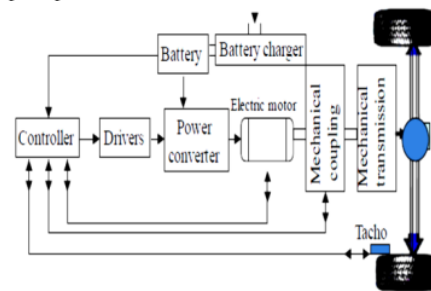 Battery
Battery charger
Electric motor
Controller
Drivers
Power
converter
Mechanical
coupling
Mechanical
transmission
Tacho